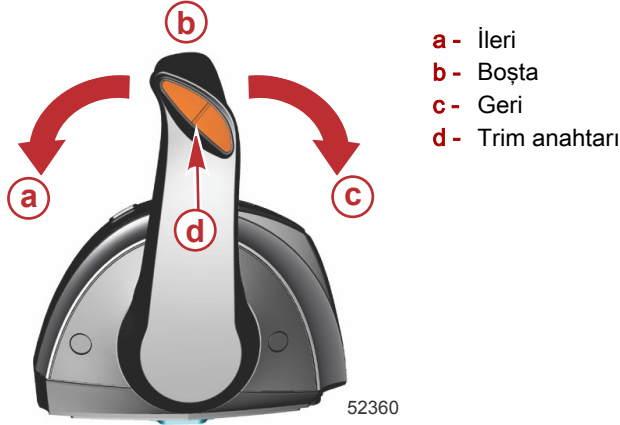 b
a
c
d
52360
a - İleri
b - Boşta
c - Geri
d - Trim anahtarı